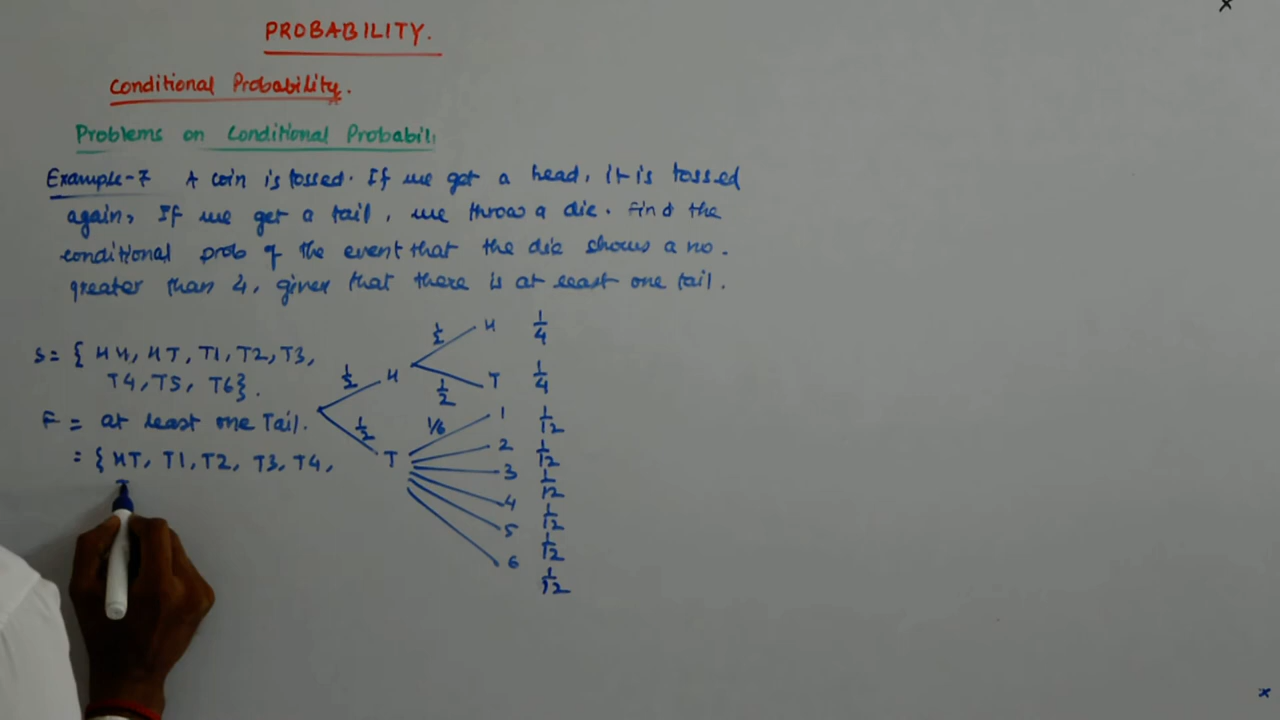 PROBABILITY.
Conditional Probability.
Problems on Conditional Probabili
Example-7 A coin is tossed. If we get a head, it is tossed
again, If we get a tail, we throw a die. Find the
conditional prob of the event that the die shows a no.
greater than 4, given that there is at least one tail.
S = { HH, HT, T1, T2, T3,
T4, T5, T6}.
F = at least one Tail.
= { HT, T1, T2, T3, T4,
T
1/2 H 1/2 H 1/4
1/2 T 1/4
1/2 T 1/6 1 1/12
2 1/12
3 1/12
4 1/12
5 1/12
6 1/12